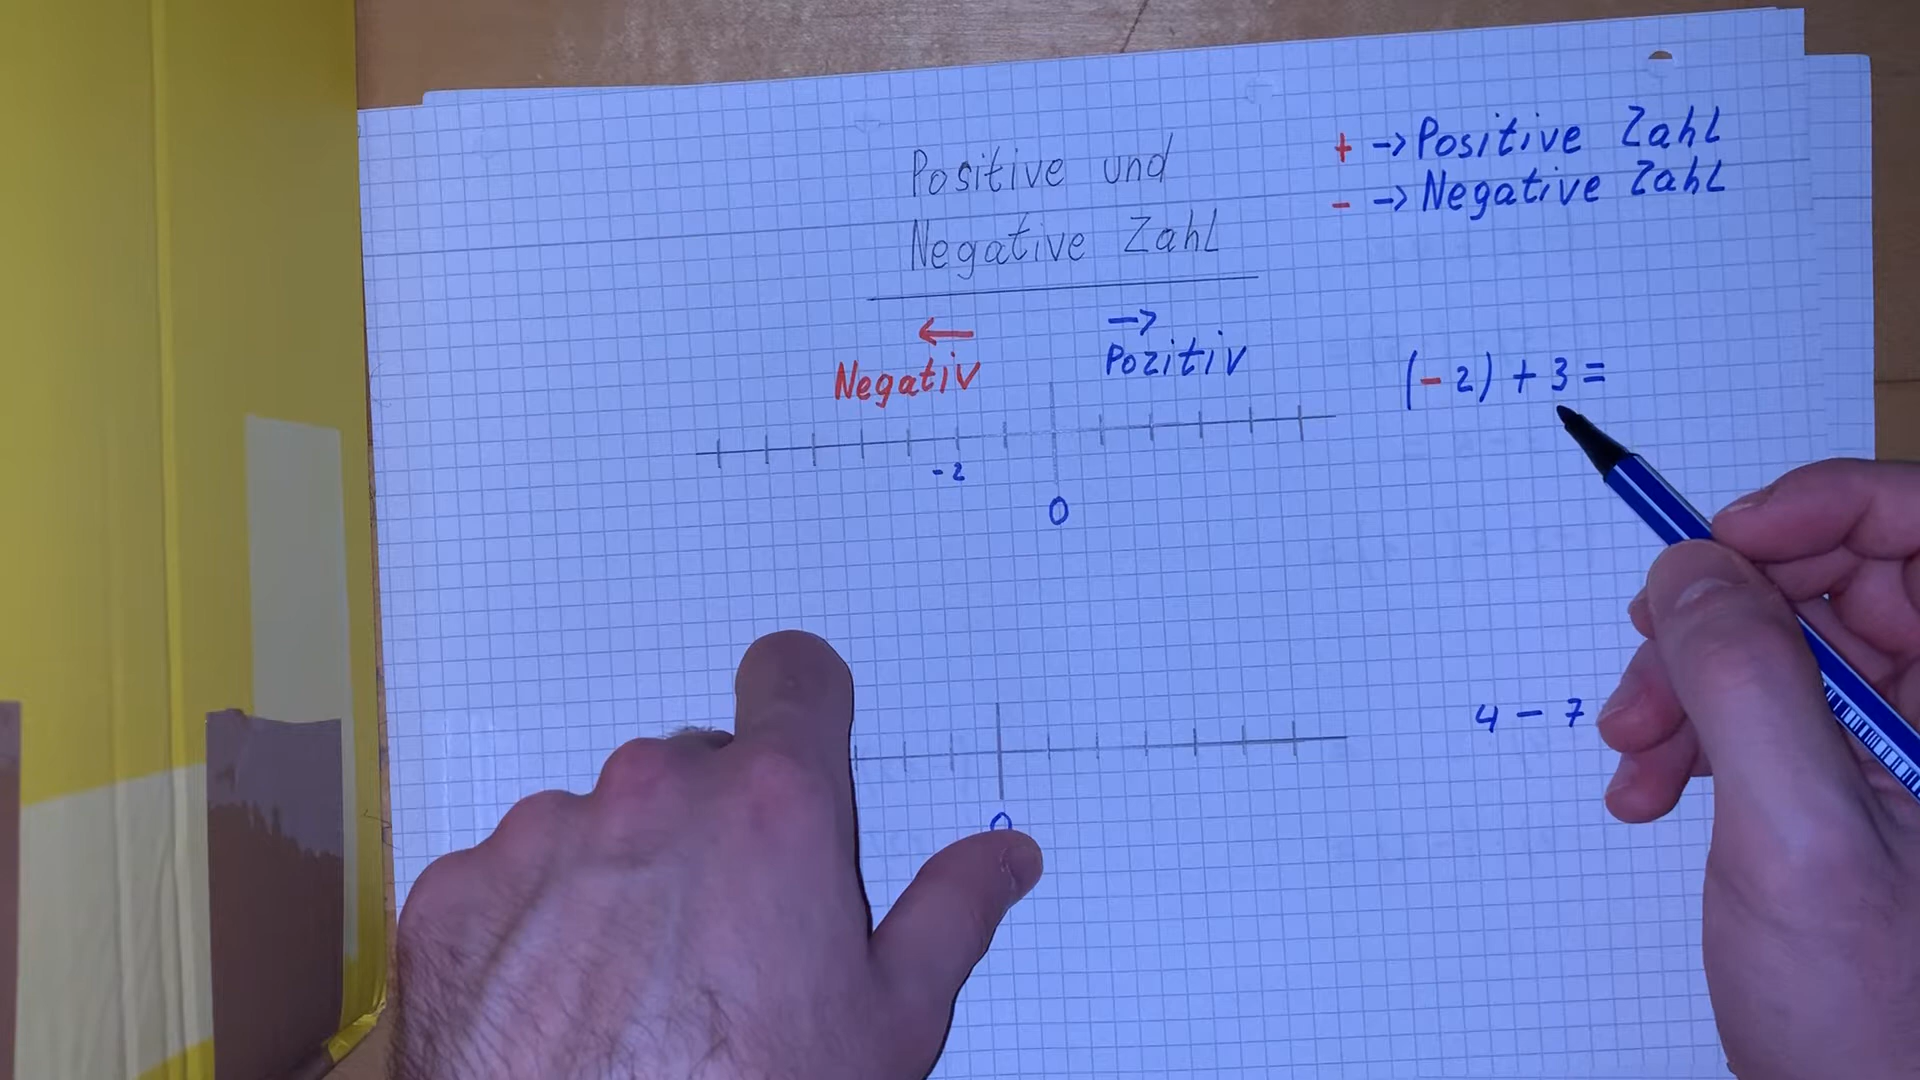 Positive und
Negative Zahl
+ -> Positive Zahl
- -> Negative Zahl
<-
Negativ
->
Pozitiv
(-2) + 3 =
-2
0
4 - 7
0